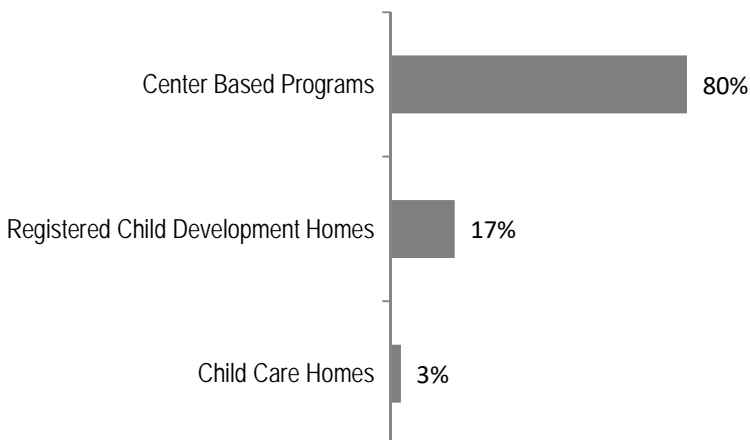 Center Based Programs 80%
Registered Child Development Homes 17%
Child Care Homes 3%